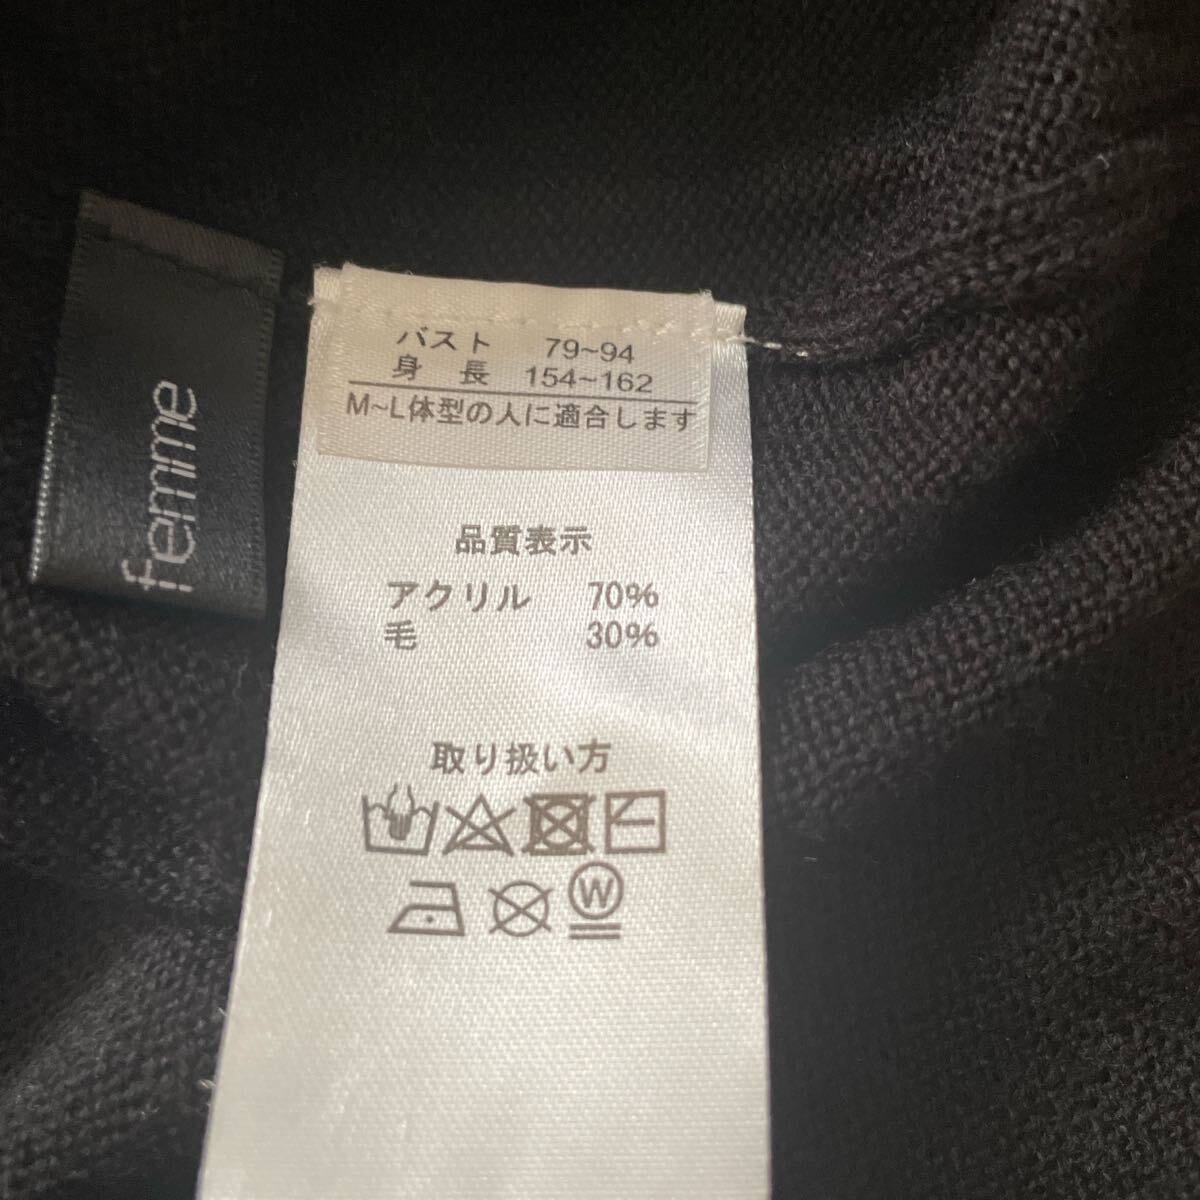 femme
バスト 79~94
身 長 154~162
M~L体型の人に適合します
品質表示
アクリル 70%
毛 30%
取り扱い方
W